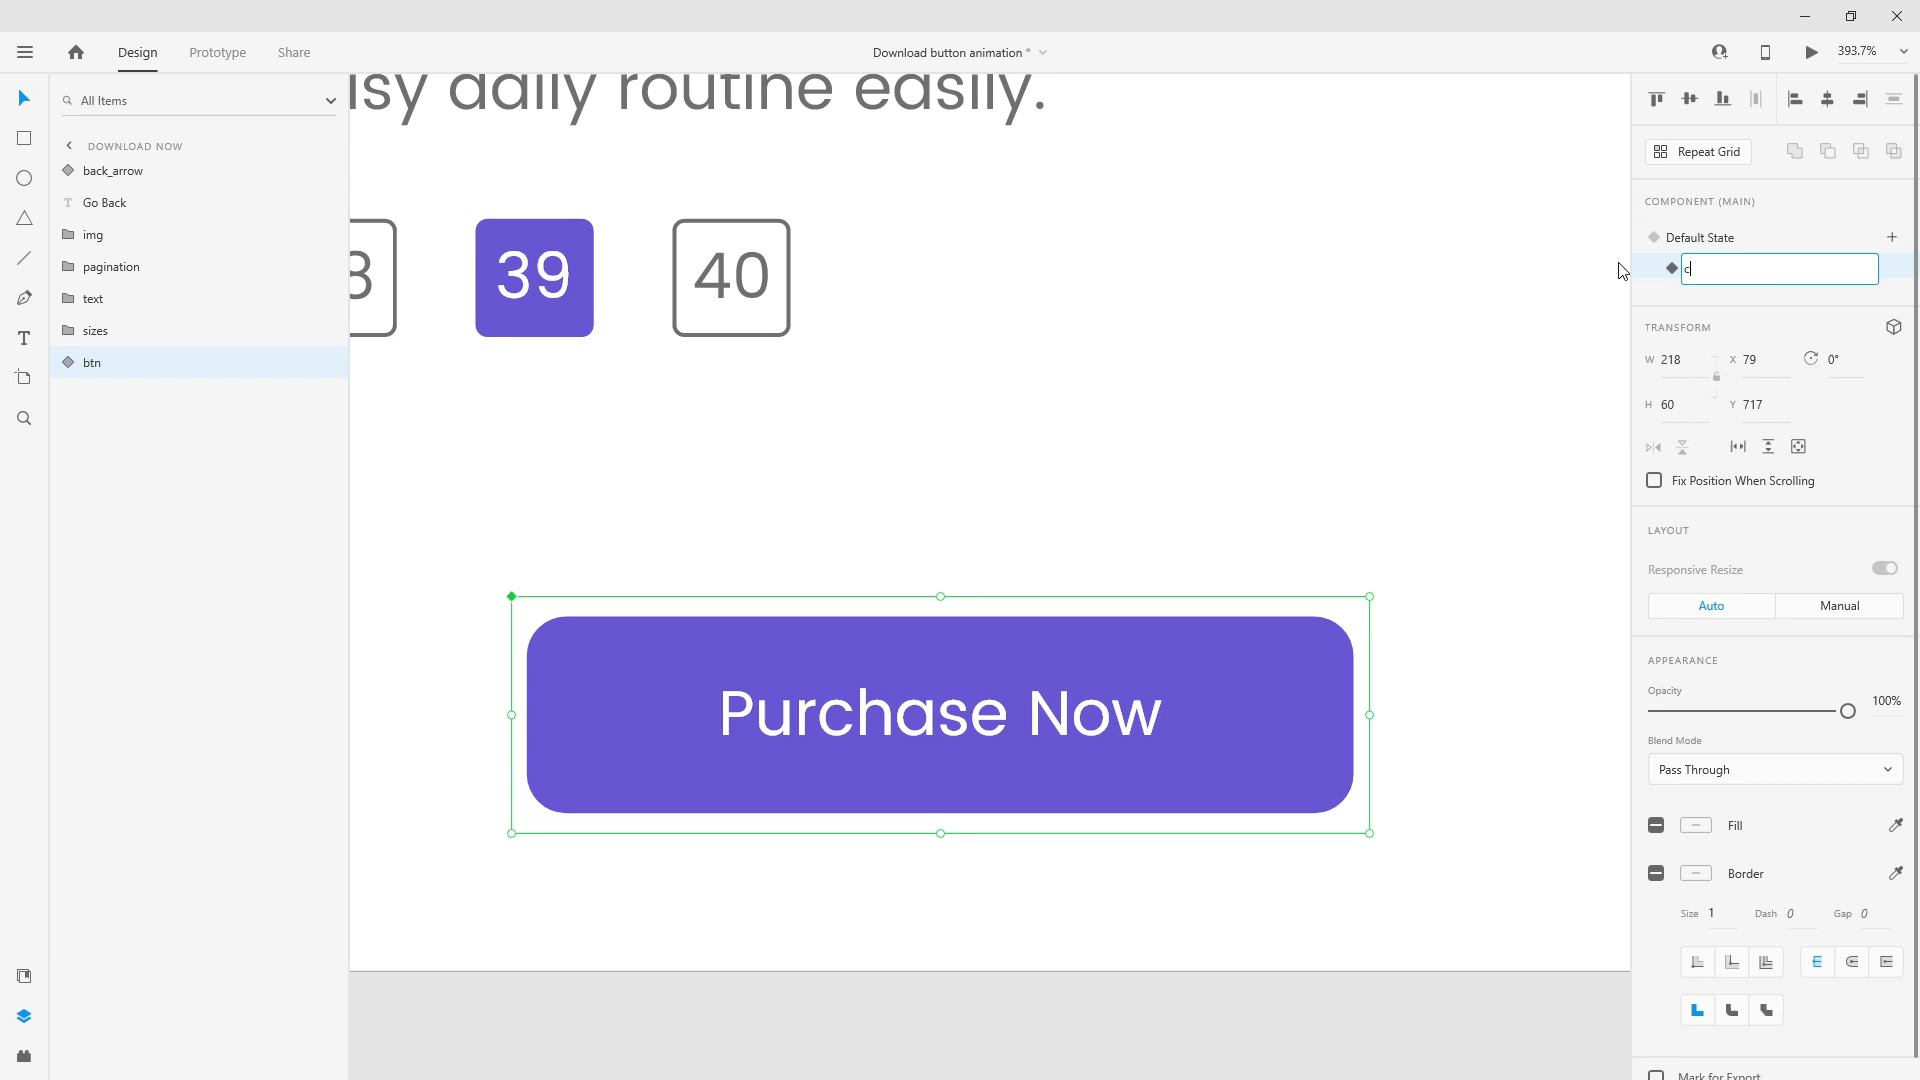 Design
Prototype
Share
Download button animation *
393.7%
All Items
DOWNLOAD NOW
back_arrow
Go Back
img
pagination
text
sizes
btn
daily routine easily.
39
40
Purchase Now
Repeat Grid
COMPONENT (MAIN)
Default State
c
TRANSFORM
W 218
X 79
0°
H 60
Y 717
Fix Position When Scrolling
LAYOUT
Responsive Resize
Auto
Manual
APPEARANCE
Opacity
100%
Blend Mode
Pass Through
Fill
Border
Size 1
Dash 0
Gap 0
Mark for Export